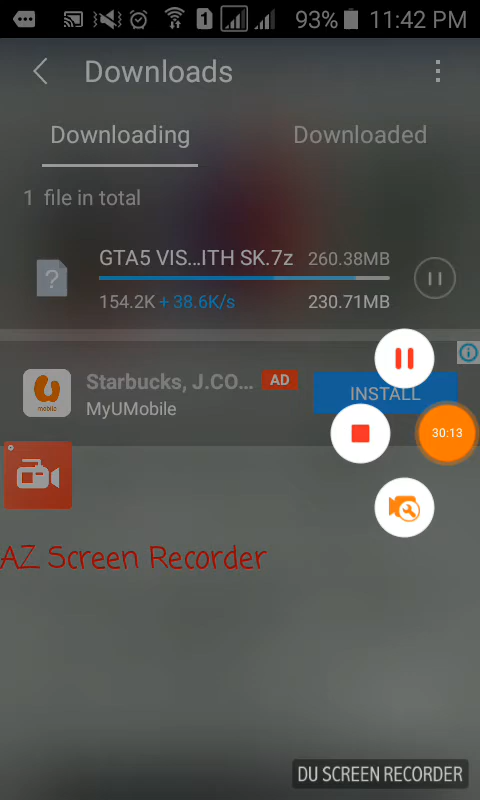 1 93% 11:42 PM
Downloads
Downloading Downloaded
1 file in total
GTA5 VIS...ITH SK.7z 260.38MB
154.2K + 38.6K/s 230.71MB
Starbucks, J.CO... AD
INSTALL
mobile
MyUMobile
30:13
AZ Screen Recorder
DU SCREEN RECORDER